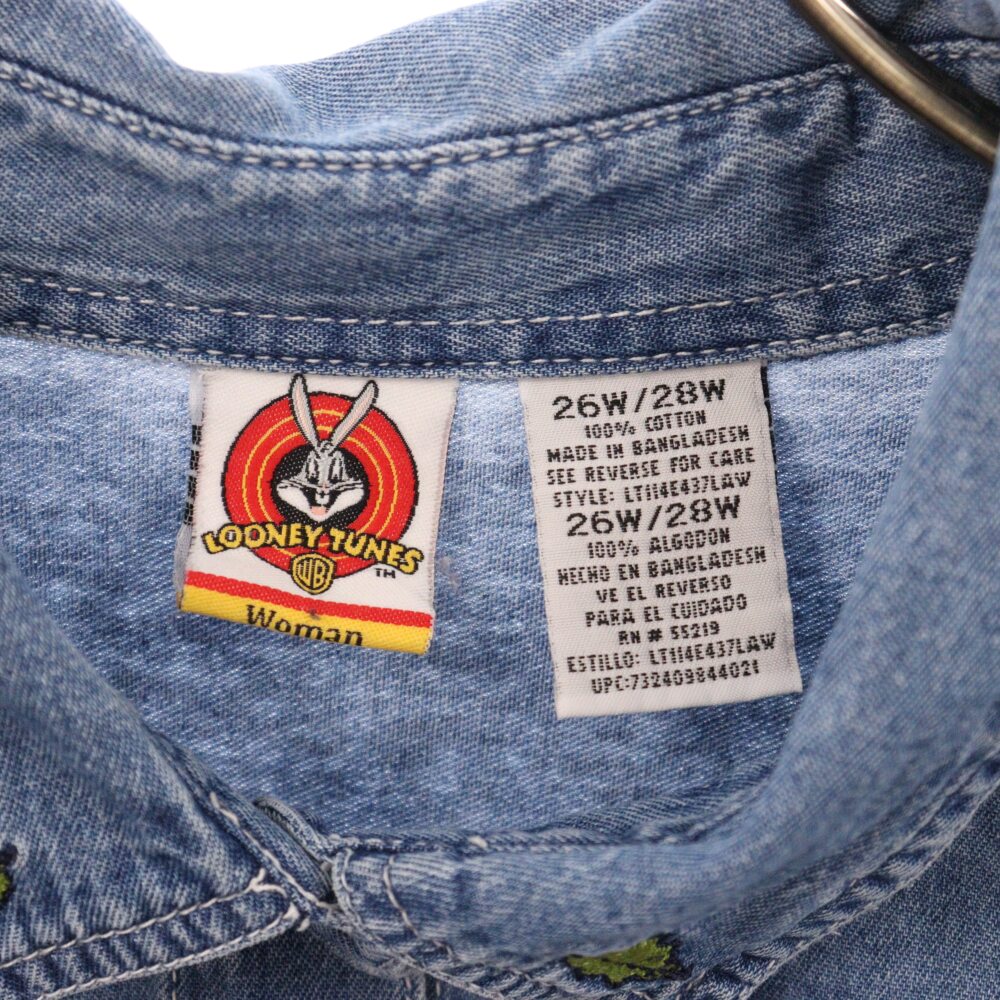 LOONEY TUNES
WB
TM
Woman
26W/28W
100% COTTON
MADE IN BANGLADESH
SEE REVERSE FOR CARE
STYLE: LT114E437LAW
26W/28W
100% ALGODON
HECHO EN BANGLADESH
VE EL REVERSO
PARA EL CUIDADO
RN # 55219
ESTILLO: LT114E437LAW
UPC:732409844021